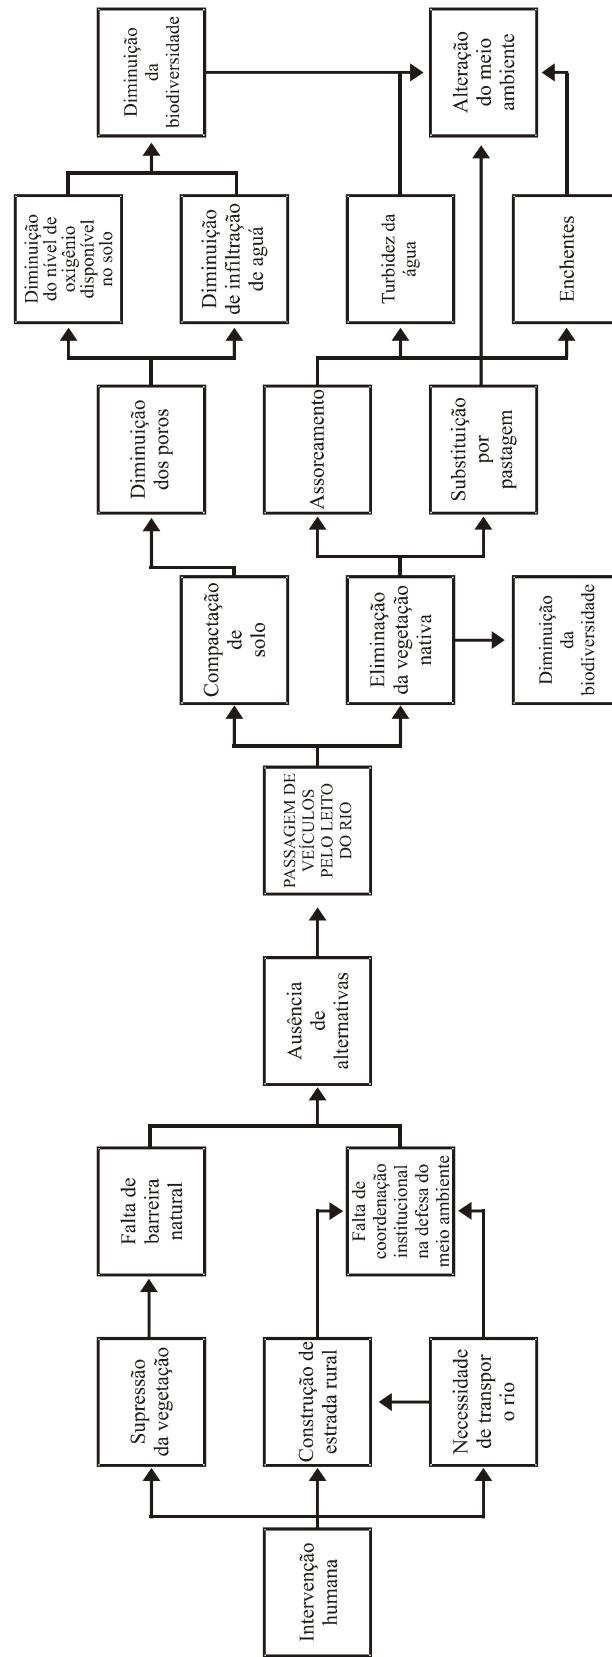 Intervenção
humana
Supressão
da vegetação
Construção de
estrada rural
Necessidade
de transpor
o rio
Falta de
barreira
natural
Falta de
coordenação
institucional
na defesa do
meio ambiente
Ausência
de
alternativas
PASSAGEM DE
VEÍCULOS
PELO LEITO
DO RIO
Compactação
de
solo
Eliminação
da vegetação
nativa
Diminuição
da
biodiversidade
Diminuição
dos poros
Assoreamento
Substituição
por
pastagem
Diminuição
do nível de
oxigênio
disponível
no solo
Diminuição
de infiltração
de aguá
Turbidez da
água
Enchentes
Diminuição
da
biodiversidade
Alteração
do meio
ambiente